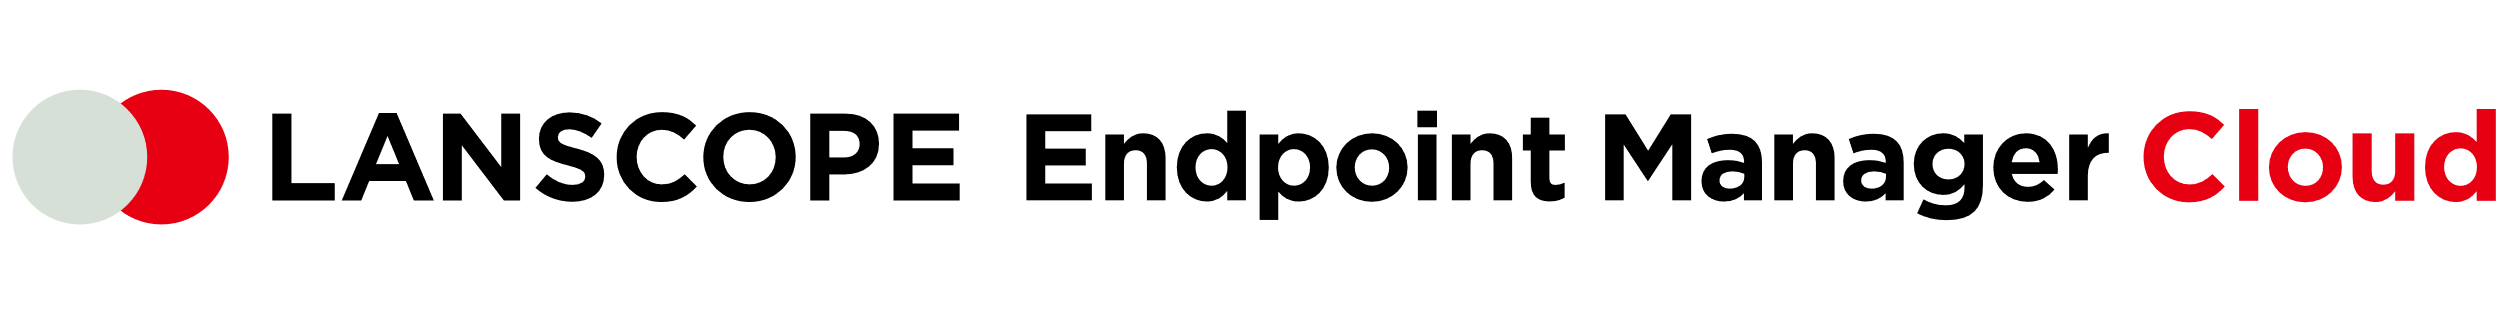 LANSCOPE Endpoint Manager Cloud